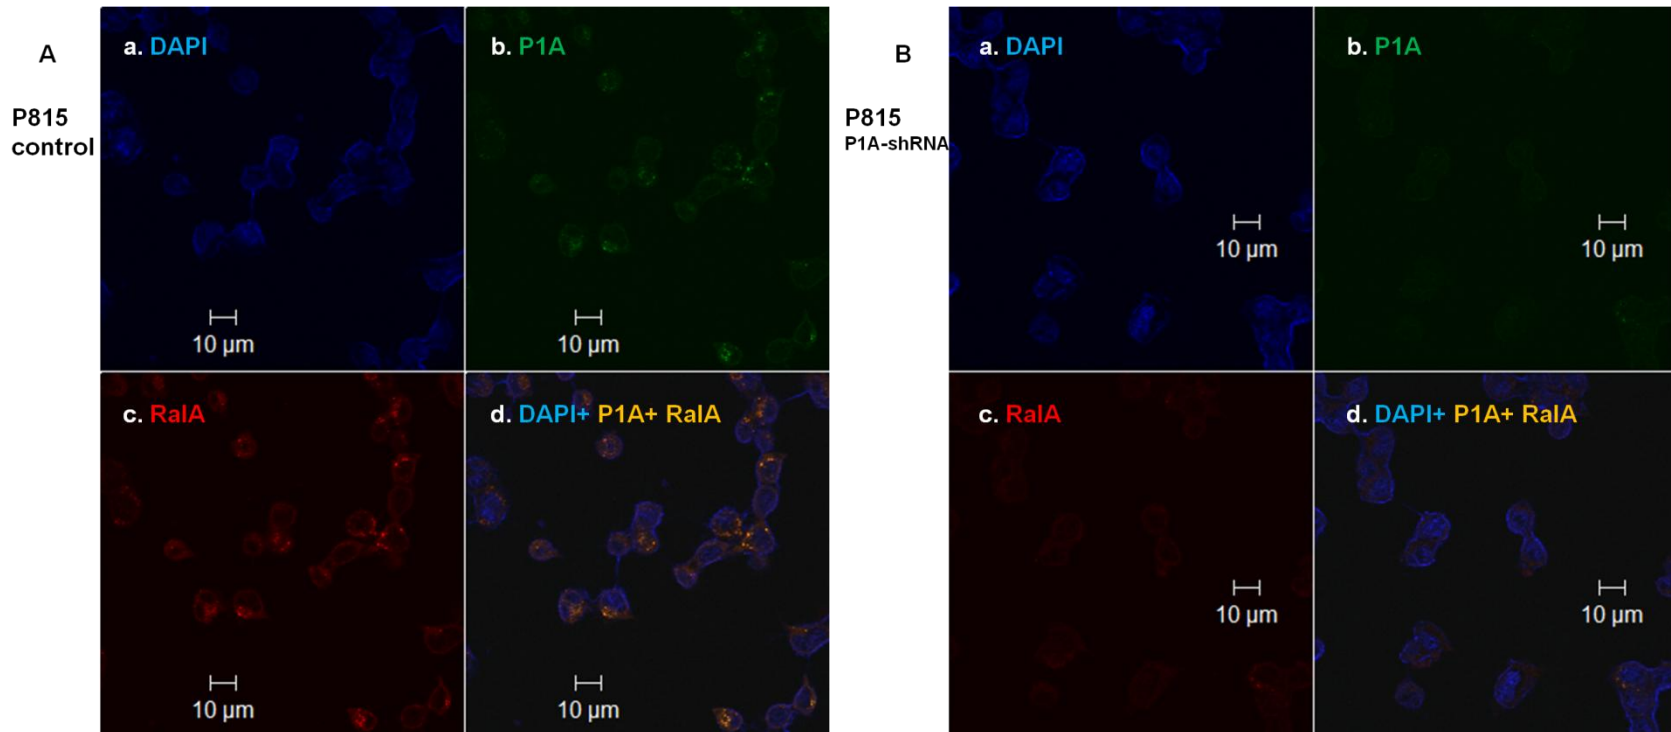 A
P815
control
a. DAPI
b. P1A
10 µm
10 µm
c. RalA
d. DAPI+ P1A+ RalA
10 µm
10 µm
B
P815
P1A-shRNA
a. DAPI
b. P1A
10 µm
10 µm
c. RalA
d. DAPI+ P1A+ RalA
10 µm
10 µm